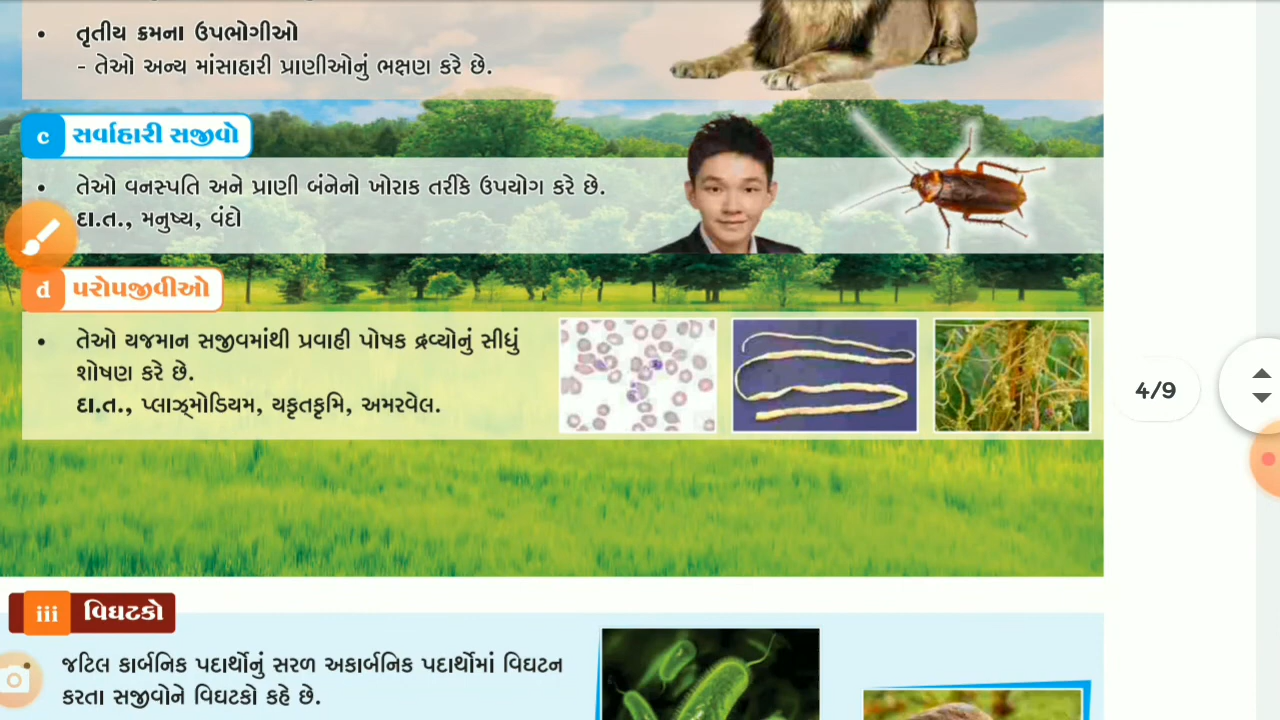 • તૃતીય ક્રમના ઉપભોગીઓ
- તેઓ અન્ય માંસાહારી પ્રાણીઓનું ભક્ષણ કરે છે.
c સર્વાહારી સજીવો
• તેઓ વનસ્પતિ અને પ્રાણી બંનેનો ખોરાક તરીકે ઉપયોગ કરે છે.
દા.ત., મનુષ્ય, વંદો
d પરોપજીવીઓ
• તેઓ યજમાન સજીવમાંથી પ્રવાહી પોષક દ્રવ્યોનું સીધું
શોષણ કરે છે.
દા.ત., પ્લાઝ્મોડિયમ, યકૃતકૃમિ, અમરવેલ.
4/9
iii વિઘટકો
જટિલ કાર્બનિક પદાર્થોનું સરળ અકાર્બનિક પદાર્થોમાં વિઘટન
કરતા સજીવોને વિઘટકો કહે છે.